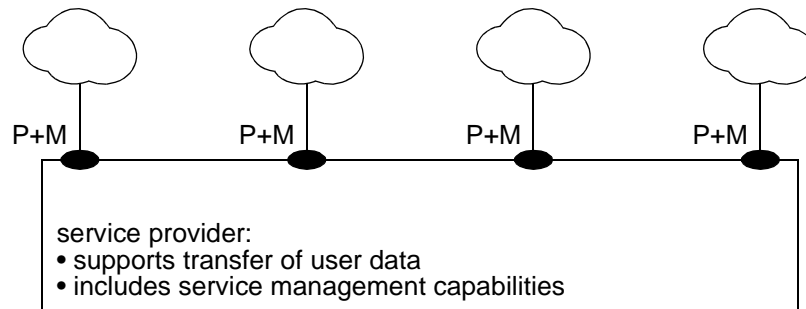 P+M P+M P+M P+M
service provider:
• supports transfer of user data
• includes service management capabilities